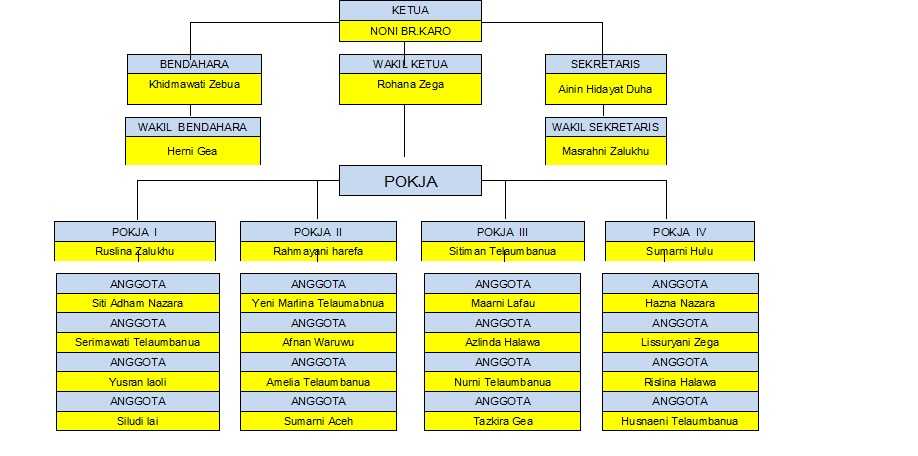 KETUA
NONI BR.KARO
BENDAHARA
Khidmawati Zebua
WAKIL KETUA
Rohana Zega
SEKRETARIS
Ainin Hidayat Duha
WAKIL BENDAHARA
Herni Gea
WAKIL SEKRETARIS
Masrahni Zalukhu
POKJA
POKJA I
Ruslina Zalukhu
POKJA II
Rahmayani harefa
POKJA III
Sitiman Telaumbanua
POKJA IV
Sumarni Hulu
ANGGOTA
Siti Adham Nazara
ANGGOTA
Serimawati Telaumbanua
ANGGOTA
Yusran laoli
ANGGOTA
Siludi lai
ANGGOTA
Yeni Marlina Telaumabnua
ANGGOTA
Afnan Waruwu
ANGGOTA
Amelia Telaumbanua
ANGGOTA
Sumarni Aceh
ANGGOTA
Maarni Lafau
ANGGOTA
Azlinda Halawa
ANGGOTA
Nurni Telaumbanua
ANGGOTA
Tazkira Gea
ANGGOTA
Hazna Nazara
ANGGOTA
Lissuryani Zega
ANGGOTA
Rislina Halawa
ANGGOTA
Husnaeni Telaumbanua